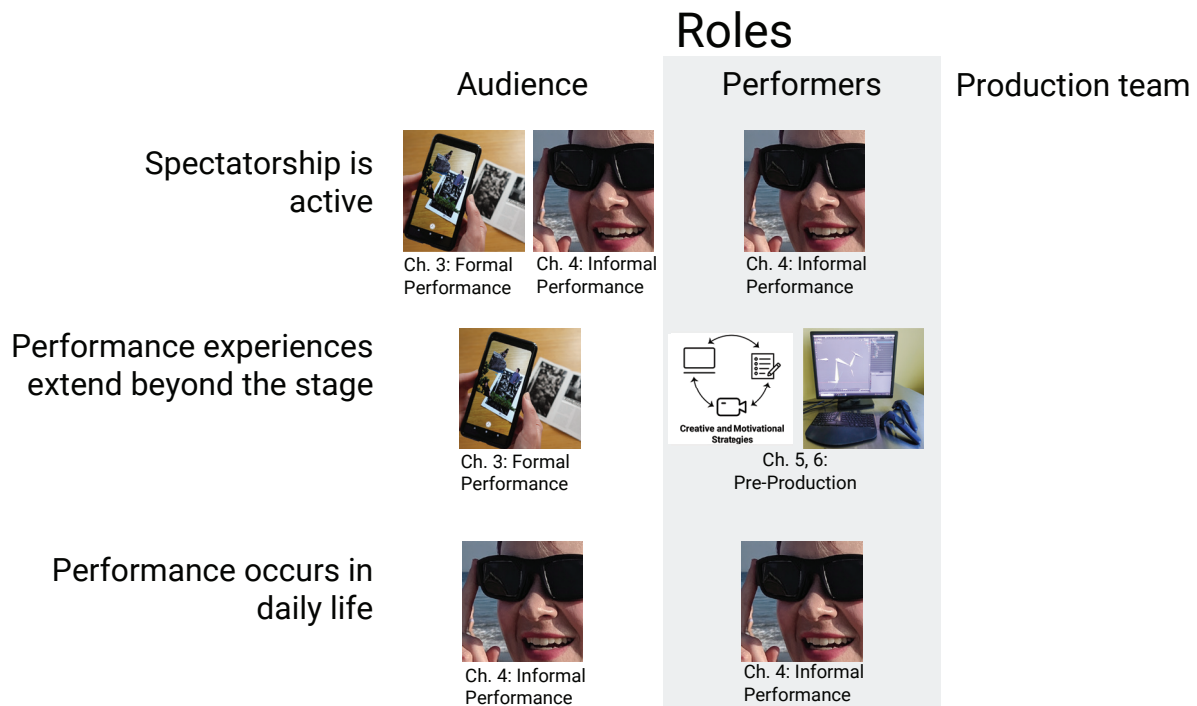 Roles
Audience
Performers
Production team
Spectatorship is
active
Ch. 3: Formal
Performance
Ch. 4: Informal
Performance
Ch. 4: Informal
Performance
Performance experiences
extend beyond the stage
Ch. 3: Formal
Performance
Creative and Motivational
Strategies
Ch. 5, 6:
Pre-Production
Performance occurs in
daily life
Ch. 4: Informal
Performance
Ch. 4: Informal
Performance